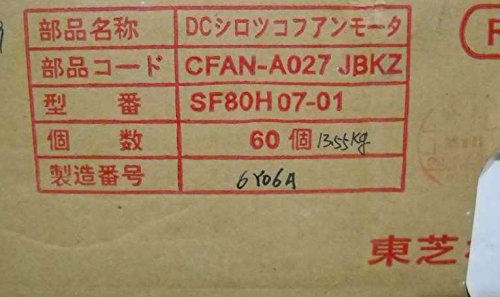 部品名称 DCシロツコフアンモータ
部品コード CFAN-A027 JBKZ
型番 SF80H07-01
個数 60個 13.55kg
製造番号 6Y06A
R
東芝